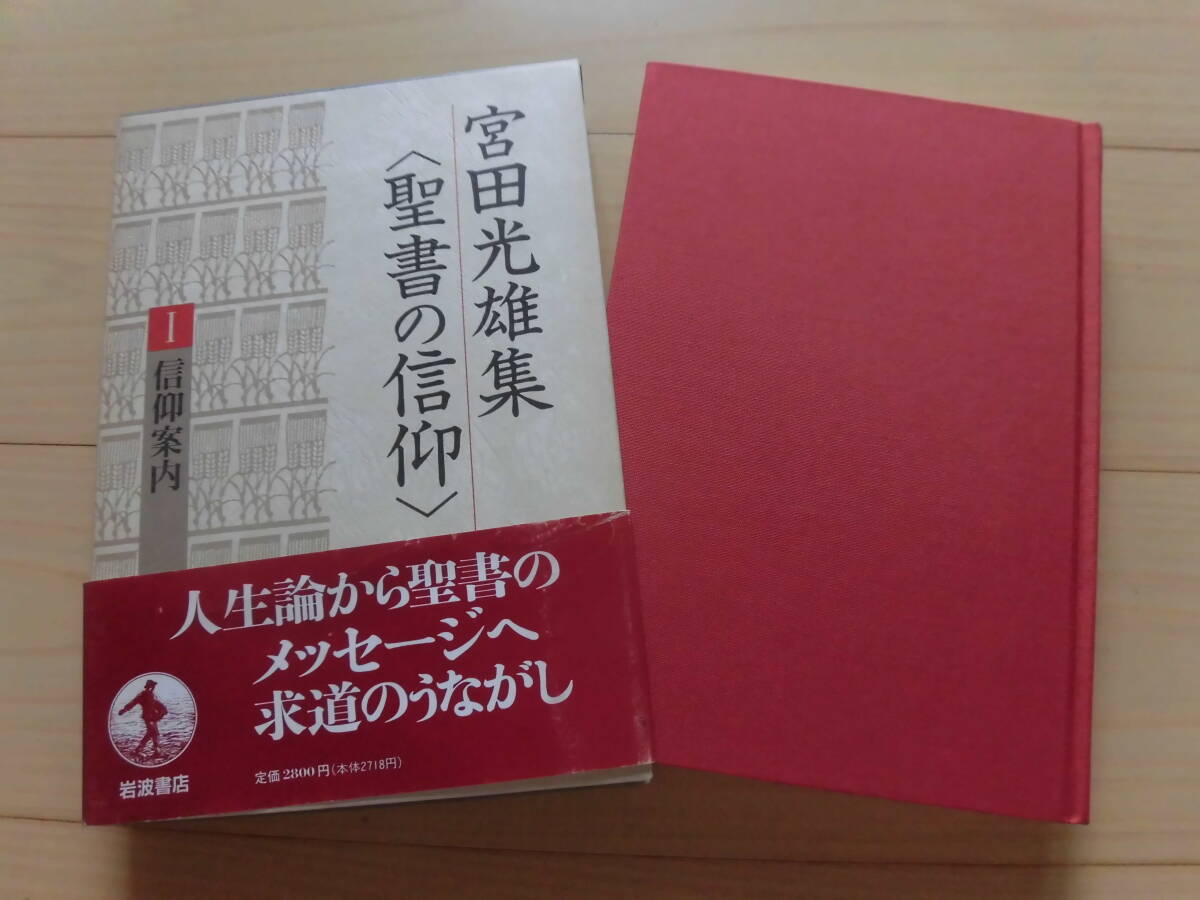 宮田光雄集
〈聖書の信仰〉
I
信仰案内
人生論から聖書の
メッセージへ
求道のうながし
定価2800円(本体2718円)
岩波書店